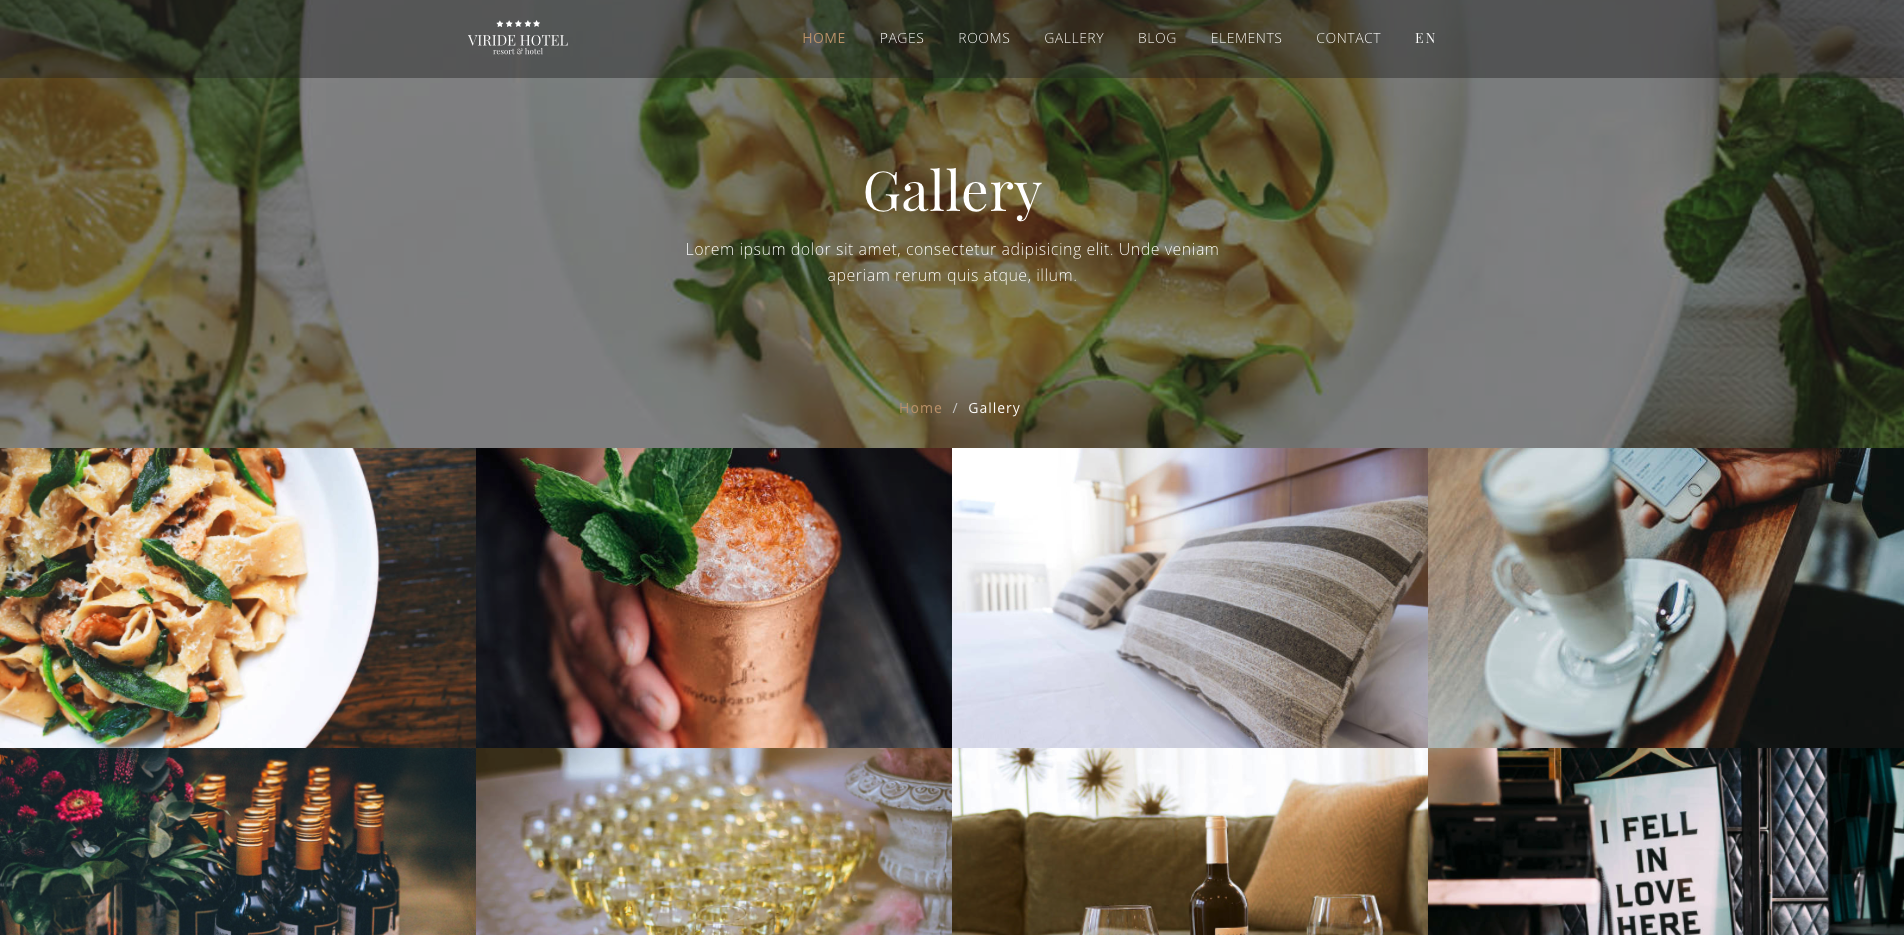 VIRIDE HOTEL
resort & hotel
HOME
PAGES
ROOMS
GALLERY
BLOG
ELEMENTS
CONTACT
EN
Gallery
Lorem ipsum dolor sit amet, consectetur adipisicing elit. Unde veniam
aperiam rerum quis atque, illum.
Home / Gallery
I FELL
IN
LOVE
HERE